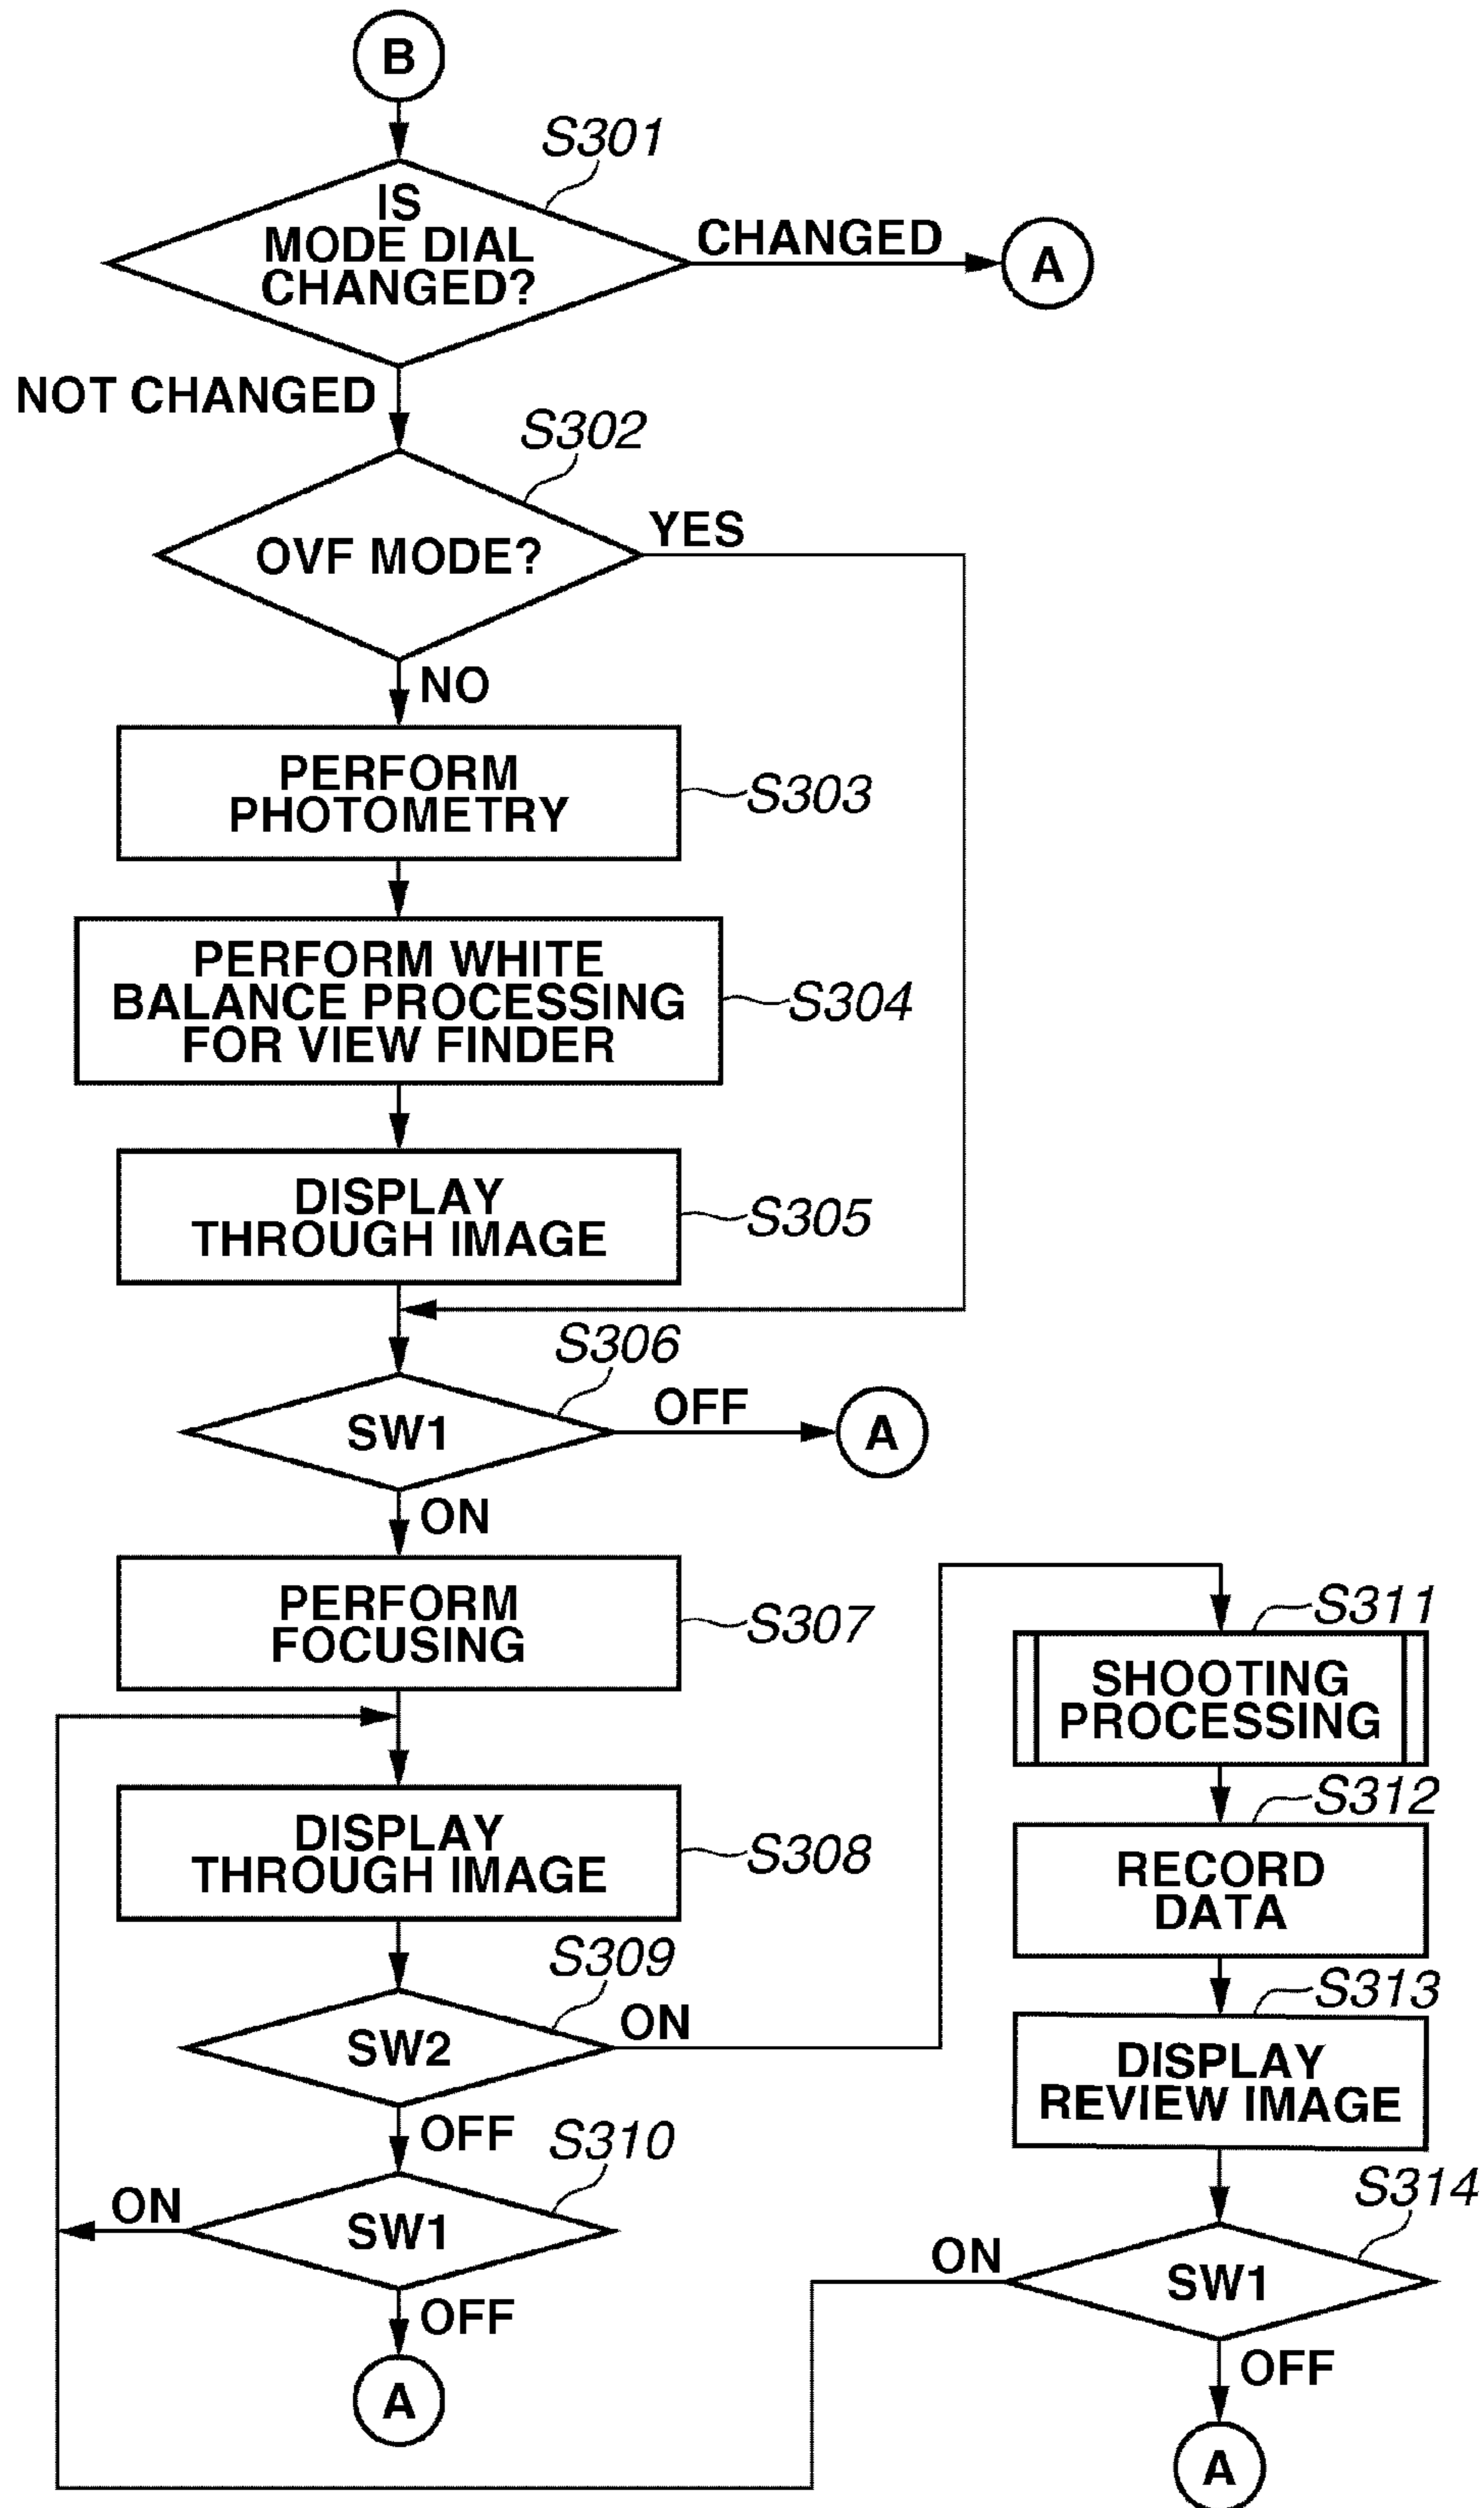 B
S301
IS
MODE DIAL
CHANGED?
CHANGED
A
NOT CHANGED
S302
OVF MODE?
YES
NO
PERFORM
PHOTOMETRY
S303
PERFORM WHITE
BALANCE PROCESSING
FOR VIEW FINDER
S304
DISPLAY
THROUGH IMAGE
S305
S306
SW1
OFF
A
ON
PERFORM
FOCUSING
S307
DISPLAY
THROUGH IMAGE
S308
S309
SW2
ON
OFF
S310
SW1
ON
OFF
A
S311
SHOOTING
PROCESSING
S312
RECORD
DATA
S313
DISPLAY
REVIEW IMAGE
S314
SW1
ON
OFF
A